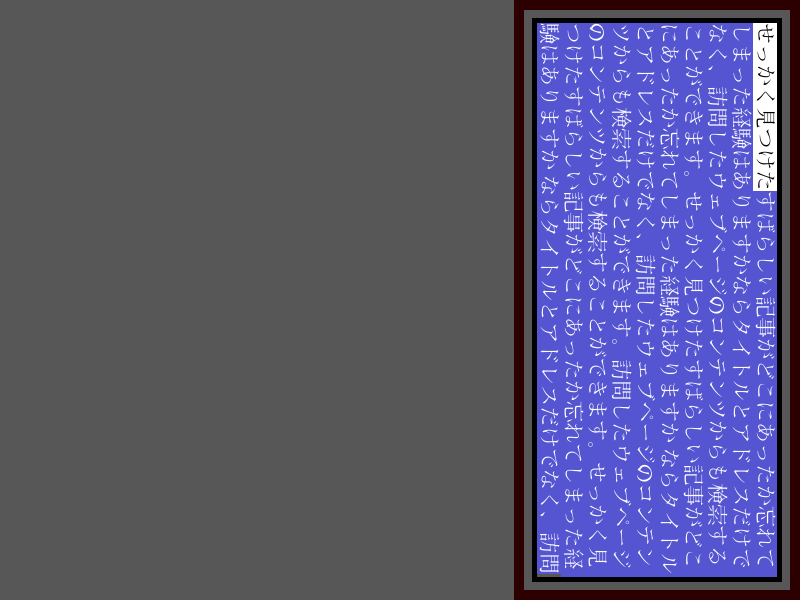 せっかく見つけたすばらしい記事がどこにあったか忘れて
しまった経験はありますかならタイトルとアドレスだけで
なく、訪問したウェブページのコンテンツからも検索する
ことができます。せっかく見つけたすばらしい記事がどこ
にあったか忘れてしまった経験はありますかならタイトル
とアドレスだけでなく、訪問したウェブページのコンテン
ツからも検索することができます。訪問したウェブページ
のコンテンツからも検索することができます。せっかく見
つけたすばらしい記事がどこにあったか忘れてしまった経
験はありますかならタイトルとアドレスだけでなく、訪問